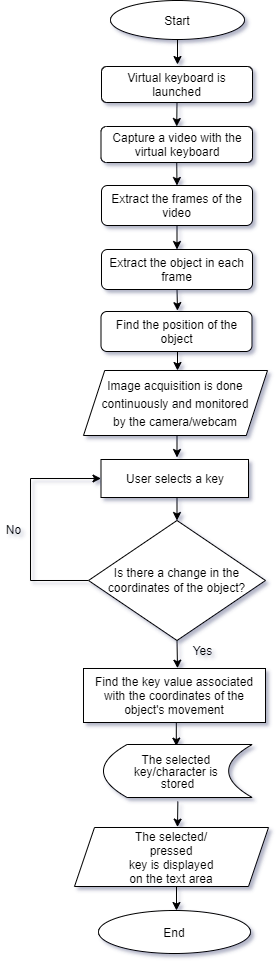 Start
Virtual keyboard is
launched
Capture a video with the
virtual keyboard
Extract the frames of the
video
Extract the object in each
frame
Find the position of the
object
Image acquisition is done
continuously and monitored
by the camera/webcam
User selects a key
No
Is there a change in the
coordinates of the object?
Yes
Find the key value associated
with the coordinates of the
object's movement
The selected
key/character is
stored
The selected/
pressed
key is displayed
on the text area
End